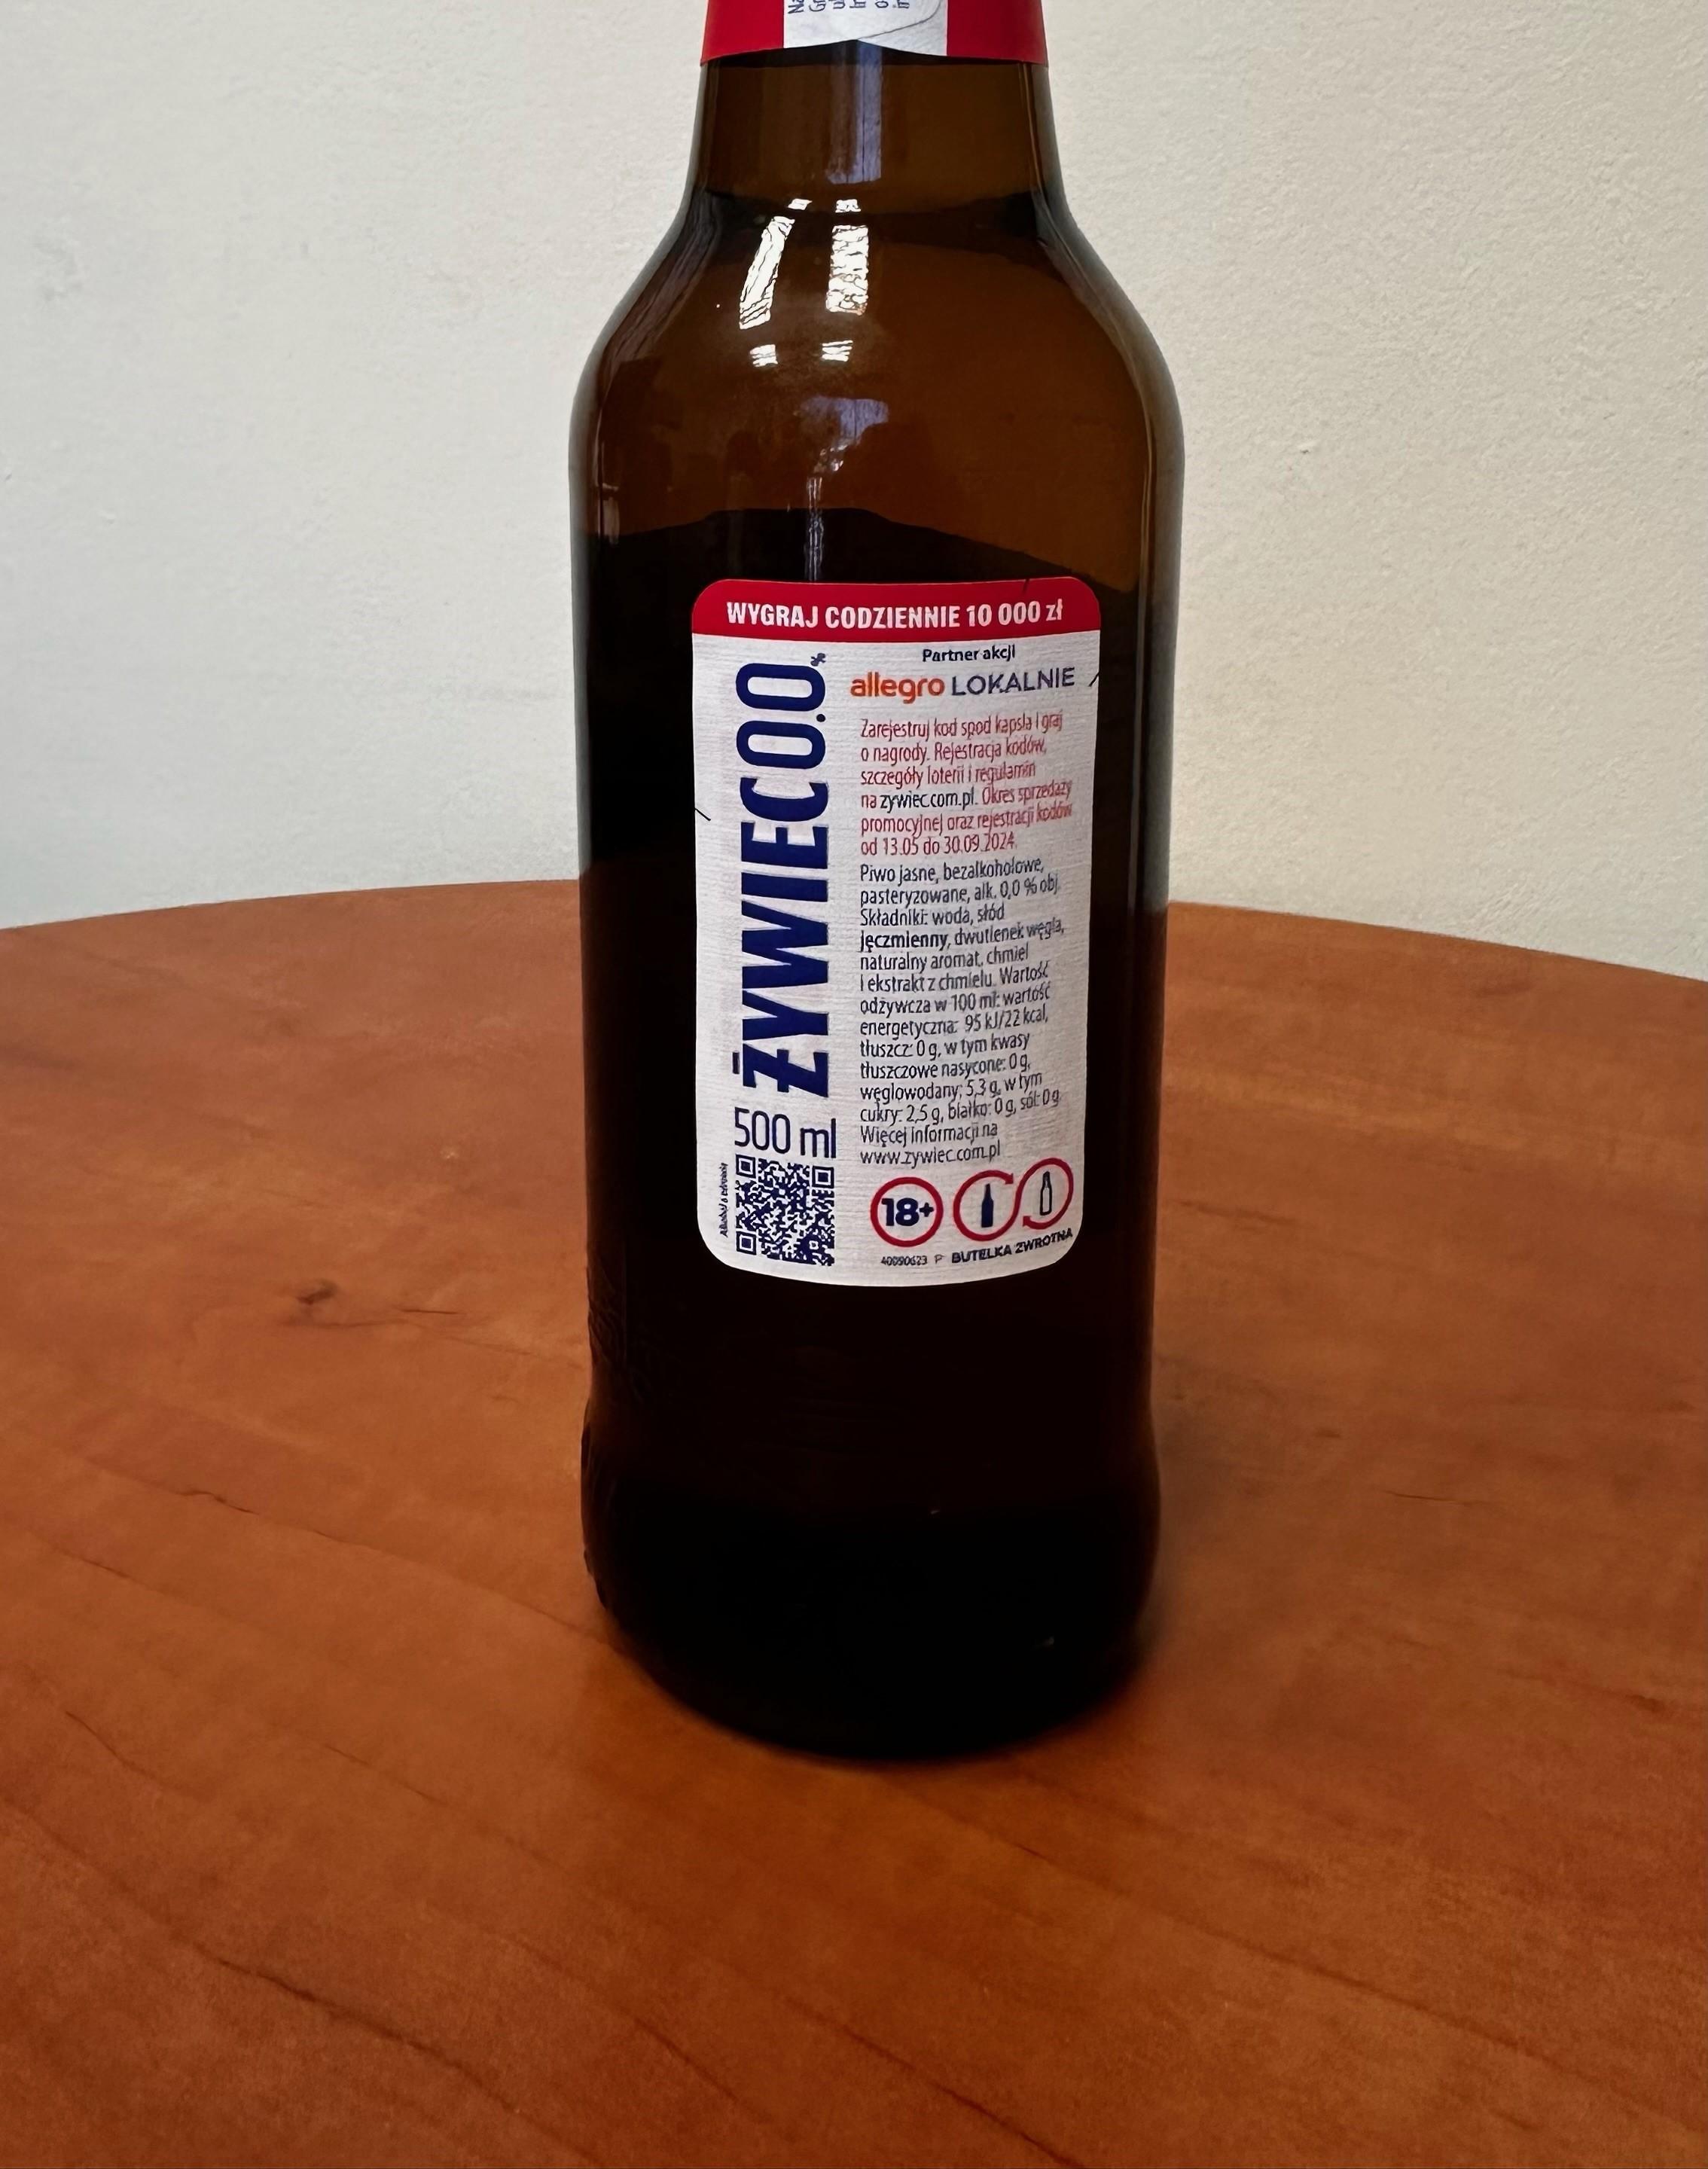 WYGRAJ CODZIENNIE 10 000 zł
Partner akcji
allegro LOKALNIE
ŻYWIEC 0.0*
500 ml
Zarejestruj kod spod kapsla i graj
o nagrody. Rejestracja kodów,
szczegóły loterii i regulamin
na zywiec.com.pl. Okres sprzedaży
promocyjnej oraz rejestracji kodów
od 13.05 do 30.09.2024.
Piwo jasne, bezalkoholowe,
pasteryzowane, alk. 0,0 % obj.
Składniki: woda, słód
jęczmienny, dwutlenek węgla,
naturalny aromat, chmiel
i ekstrakt z chmielu. Wartość
odżywcza w 100 ml: wartość
energetyczna: 95 kJ/22 kcal,
tłuszcz: 0 g, w tym kwasy
tłuszczowe nasycone: 0 g,
węglowodany: 5,3 g, w tym
cukry: 2,5 g, białko: 0 g, sól: 0 g
Więcej informacji na
www.zywiec.com.pl
18+
40090623 P BUTELKA ZWROTNA